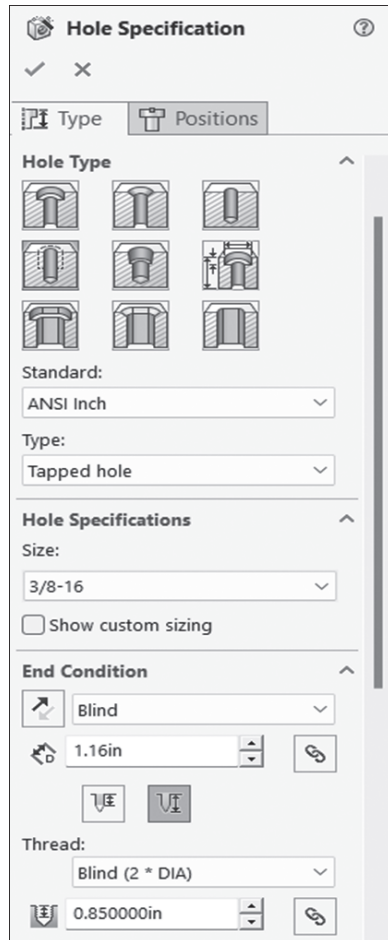 Hole Specification
Type Positions
Hole Type
Standard:
ANSI Inch
Type:
Tapped hole
Hole Specifications
Size:
3/8-16
Show custom sizing
End Condition
Blind
D 1.16in
Thread:
Blind (2 * DIA)
0.850000in